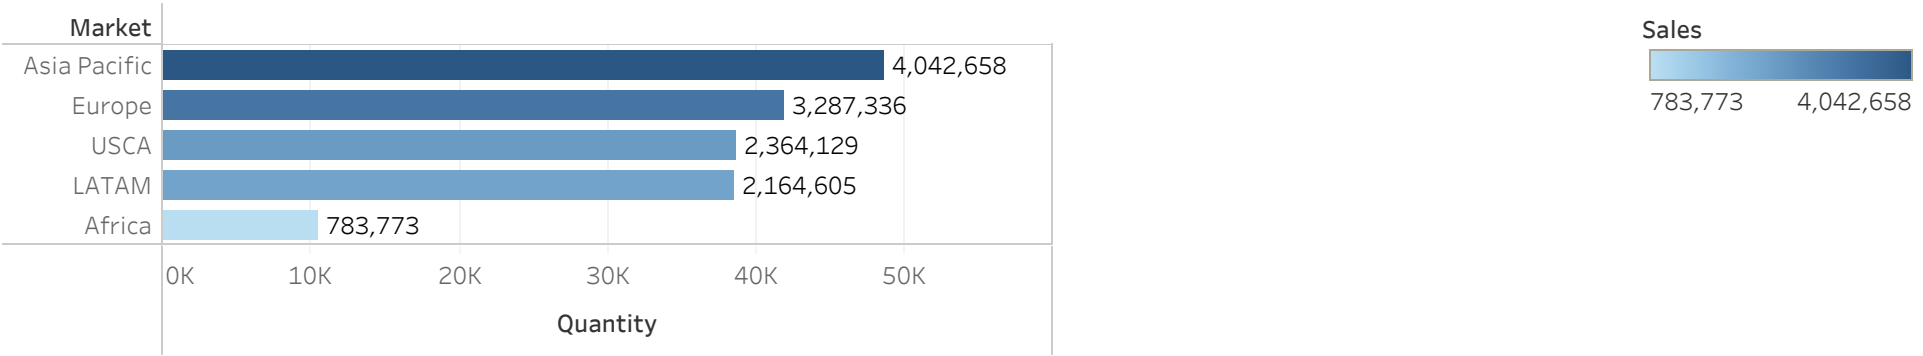 Market
Asia Pacific 4,042,658
Europe 3,287,336
USCA 2,364,129
LATAM 2,164,605
Africa 783,773
0K 10K 20K 30K 40K 50K
Quantity
Sales
783,773 4,042,658